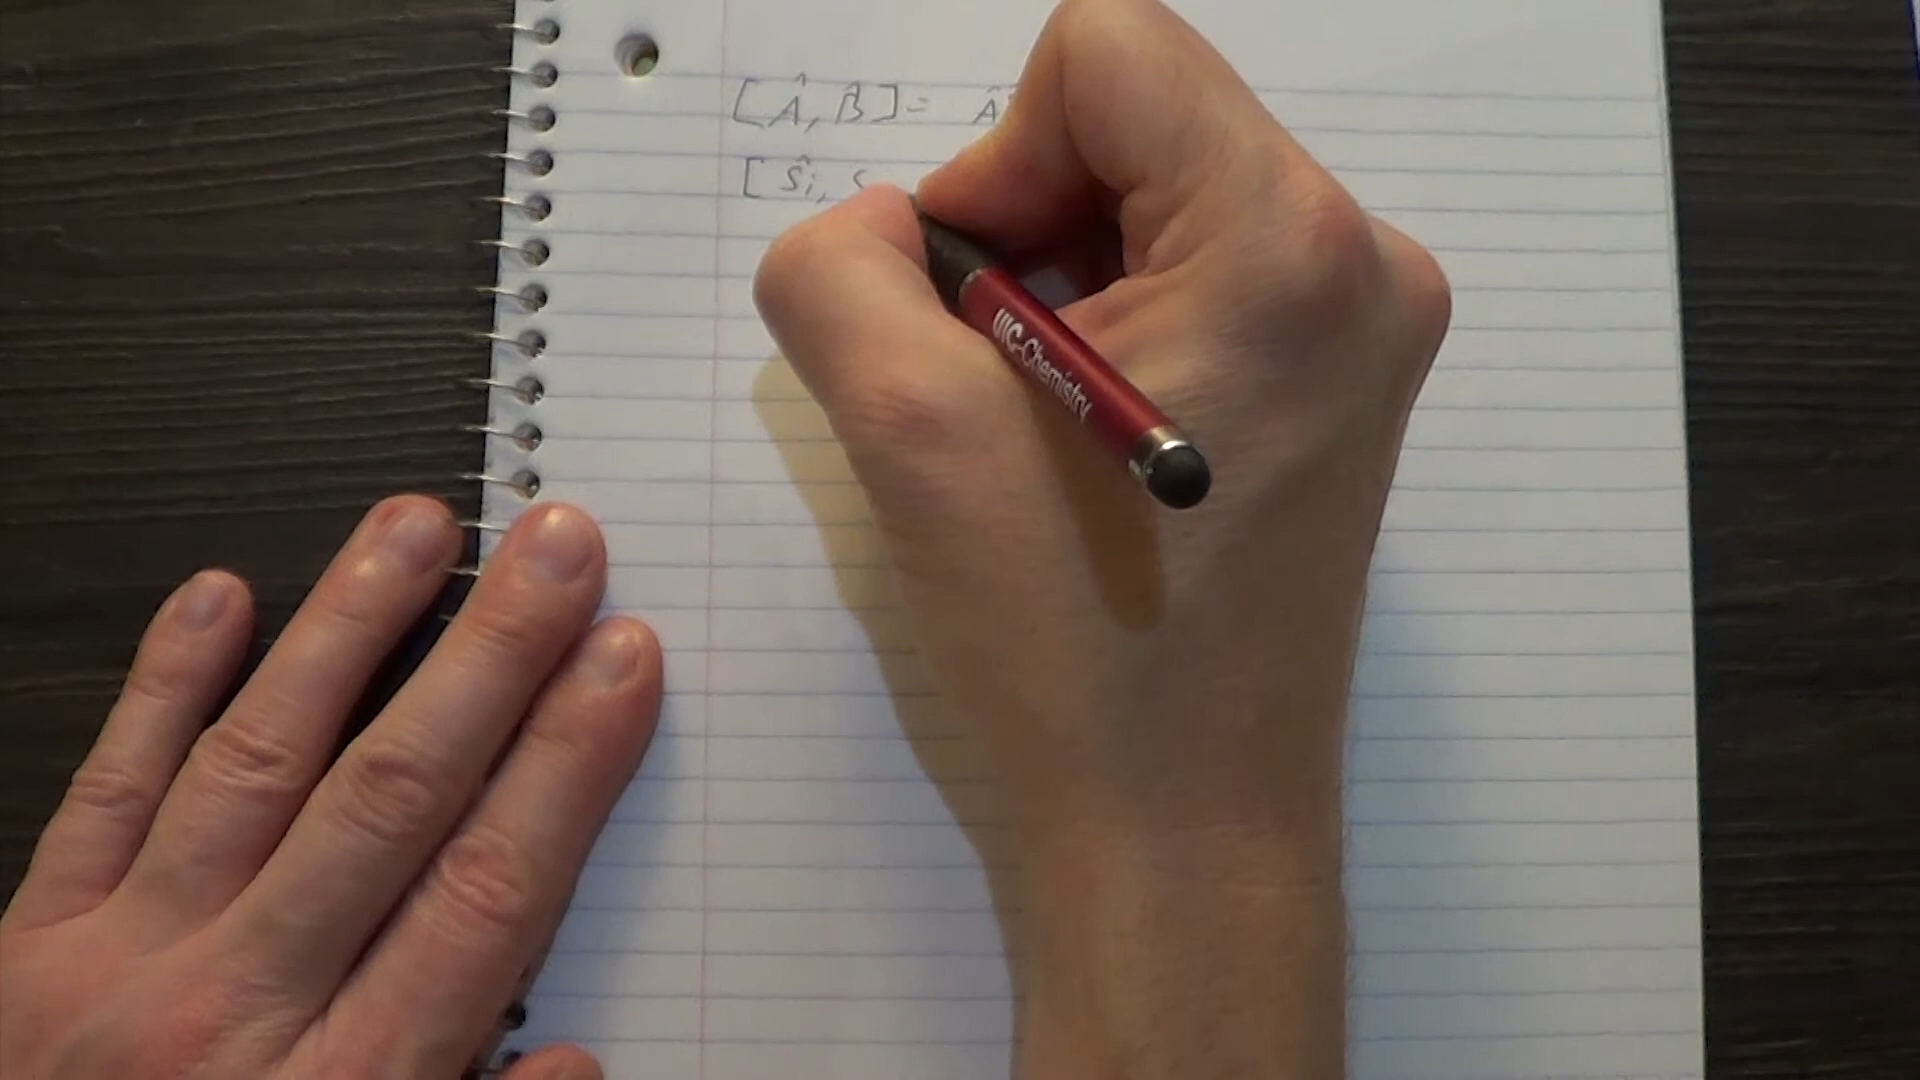 [Â, B̂] = Â
[Ŝi, S
UIC-Chemistry